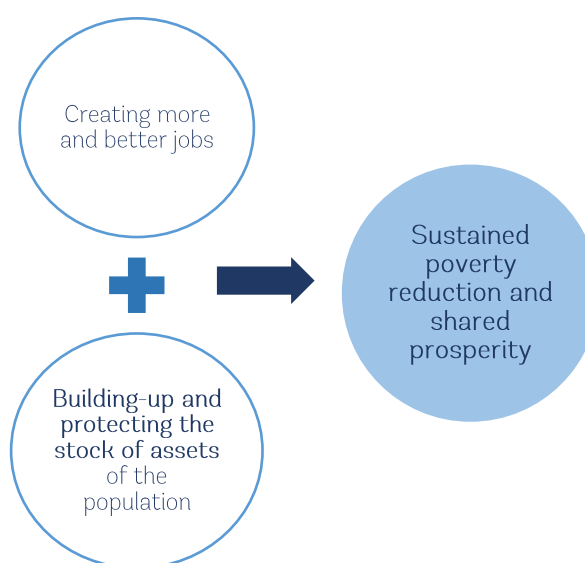 Creating more
and better jobs
Building-up and
protecting the
stock of assets
of the
population
Sustained
poverty
reduction and
shared
prosperity